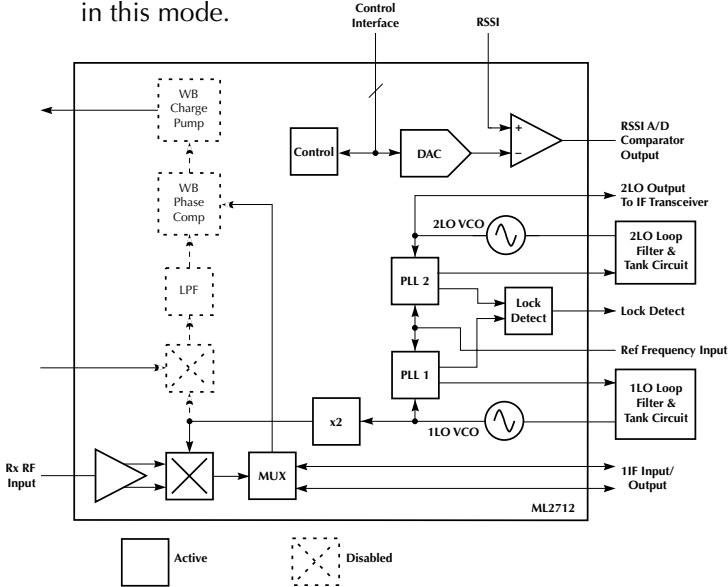 in this mode.
Control
Interface
RSSI
WB
Charge
Pump
Control
DAC
+
−
RSSI A/D
Comparator
Output
WB
Phase
Comp
2LO Output
To IF Transceiver
2LO VCO
2LO Loop
Filter &
Tank Circuit
PLL 2
LPF
Lock
Detect
Lock Detect
Ref Frequency Input
PLL 1
1LO Loop
Filter &
Tank Circuit
x2
1LO VCO
Rx RF
Input
MUX
1IF Input/
Output
ML2712
Active
Disabled